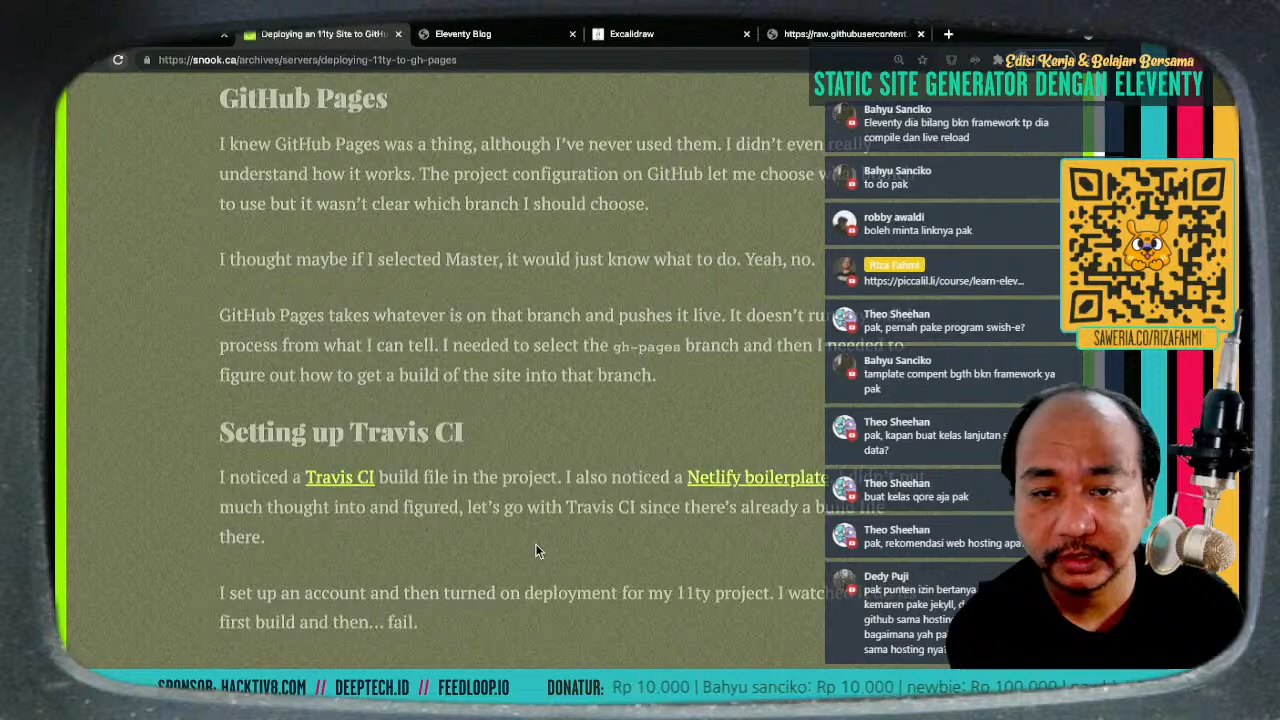 Deploying an 11ty Site to GitHu
Eleventy Blog
Excalidraw
https://raw.githubusercontent.
https://snook.ca/archives/servers/deploying-11ty-to-gh-pages
Edisi Kerja & Belajar Bersama
STATIC SITE GENERATOR DENGAN ELEVENTY
GitHub Pages
I knew GitHub Pages was a thing, although I've never used them. I didn't even really
understand how it works. The project configuration on GitHub let me choose
to use but it wasn't clear which branch I should choose.
I thought maybe if I selected Master, it would just know what to do. Yeah, no.
GitHub Pages takes whatever is on that branch and pushes it live. It doesn't
process from what I can tell. I needed to select the gh-pages branch and then I needed to
figure out how to get a build of the site into that branch.
Setting up Travis CI
I noticed a Travis CI build file in the project. I also noticed a Netlify boilerplate. I didn't put
much thought into and figured, let's go with Travis CI since there's already a build file
there.
I set up an account and then turned on deployment for my 11ty project. I watched
first build and then... fail.
Bahyu Sanciko
Eleventy dia bilang bkn framework tp dia
compile dan live reload
Bahyu Sanciko
to do pak
robby awaldi
boleh minta linknya pak
Riza Fahmi
https://piccalil.li/course/learn-elev...
Theo Sheehan
pak, pernah pake program swish-e?
Bahyu Sanciko
tamplate compent bgth bkn framework ya
pak
Theo Sheehan
pak, kapan buat kelas lanjutan
data?
Theo Sheehan
buat kelas qore aja pak
Theo Sheehan
pak, rekomendasi web hosting apa
Dedy Puji
pak punten izin bertanya
kemaren pake jekyll,
github sama hosting
bagaimana yah pa
sama hosting nya?
SAWERIA.CO/RIZAFAHMI
SPONSOR: HACKTIV8.COM // DEEPTECH.ID // FEEDLOOP.IO
DONATUR: Rp 10.000 | Bahyu sanciko: Rp 10.000 | newbie: Rp 100.000 |